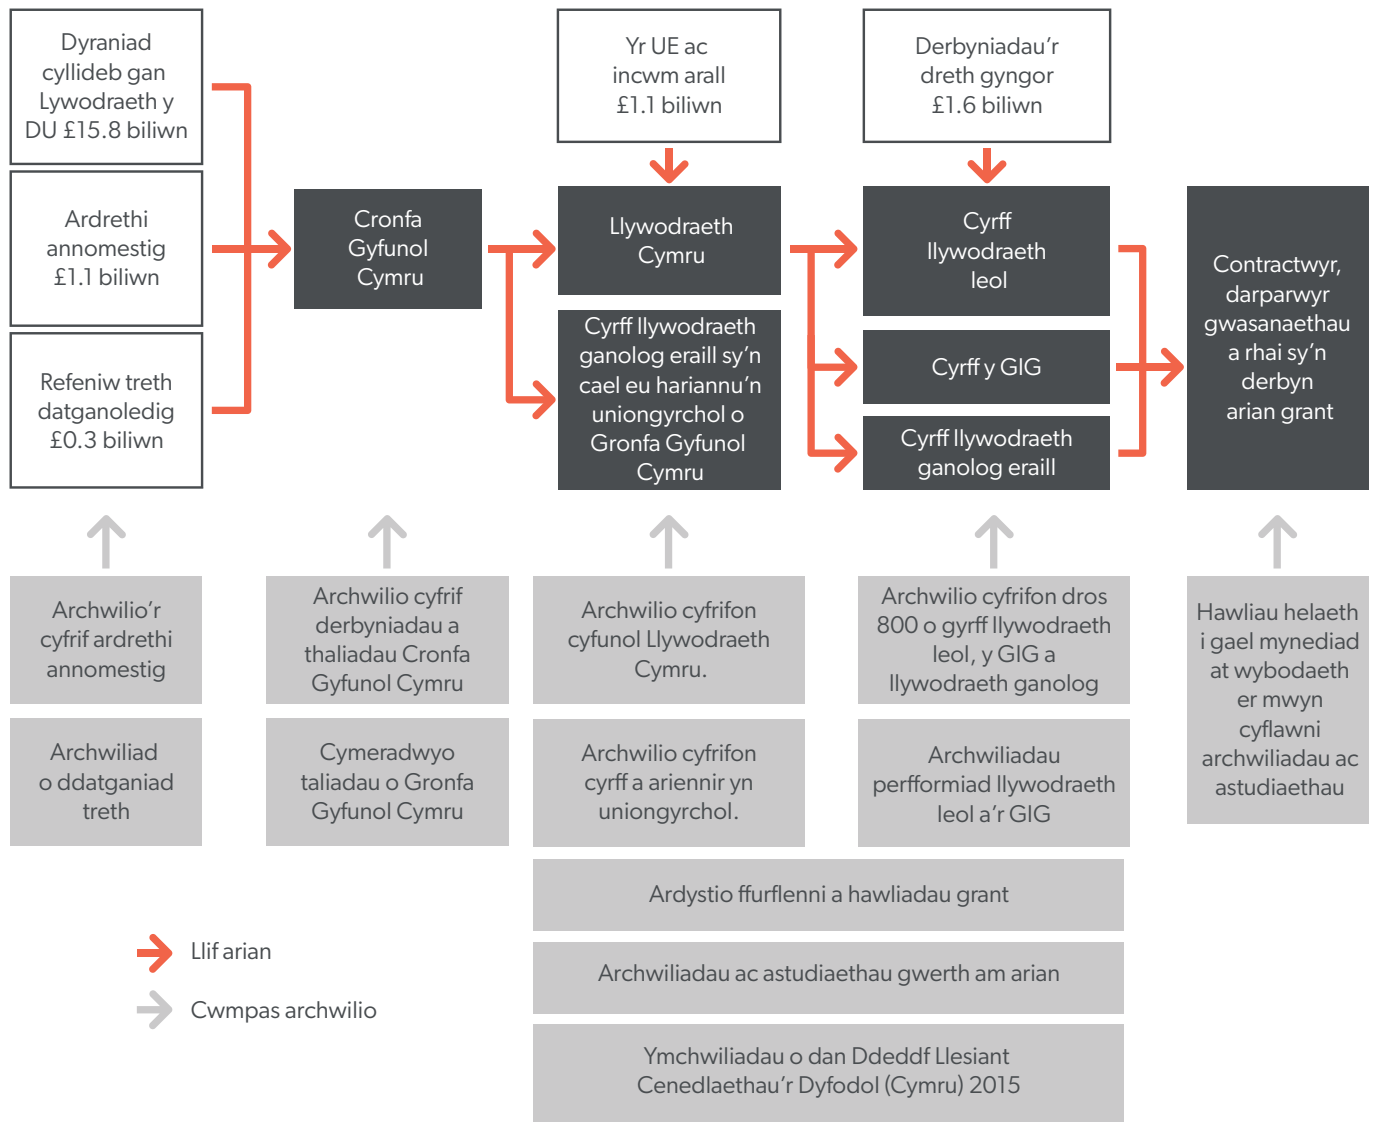 Dyraniad
cyllideb gan
Lywodraeth y
DU £15.8 biliwn
Ardrethi
annomestig
£1.1 biliwn
Refeniw treth
datganoledig
£0.3 biliwn
Cronfa
Gyfunol
Cymru
Yr UE ac
incwm arall
£1.1 biliwn
Llywodraeth
Cymru
Cyrff llywodraeth
ganolog eraill sy’n
cael eu hariannu’n
uniongyrchol o
Gronfa Gyfunol
Cymru
Derbyniadau’r
dreth gyngor
£1.6 biliwn
Cyrff
llywodraeth
leol
Cyrff y GIG
Cyrff llywodraeth
ganolog eraill
Contractwyr,
darparwyr
gwasanaethau
a rhai sy’n
derbyn
arian grant
Archwilio’r
cyfrif ardrethi
annomestig
Archwiliad
o ddatganiad
treth
Archwilio cyfrif
derbyniadau a
thaliadau Cronfa
Gyfunol Cymru
Cymeradwyo
taliadau o Gronfa
Gyfunol Cymru
Archwilio cyfrifon
cyfunol Llywodraeth
Cymru.
Archwilio cyfrifon
cyrff a ariennir yn
uniongyrchol.
Archwilio cyfrifon dros
800 o gyrff llywodraeth
leol, y GIG a
llywodraeth ganolog
Archwiliadau
perfformiad llywodraeth
leol a’r GIG
Hawliau helaeth
i gael mynediad
at wybodaeth
er mwyn
cyflawni
archwiliadau ac
astudiaethau
Ardystio ffurflenni a hawliadau grant
Archwiliadau ac astudiaethau gwerth am arian
Ymchwiliadau o dan Ddeddf Llesiant
Cenedlaethau'r Dyfodol (Cymru) 2015
Llif arian
Cwmpas archwilio